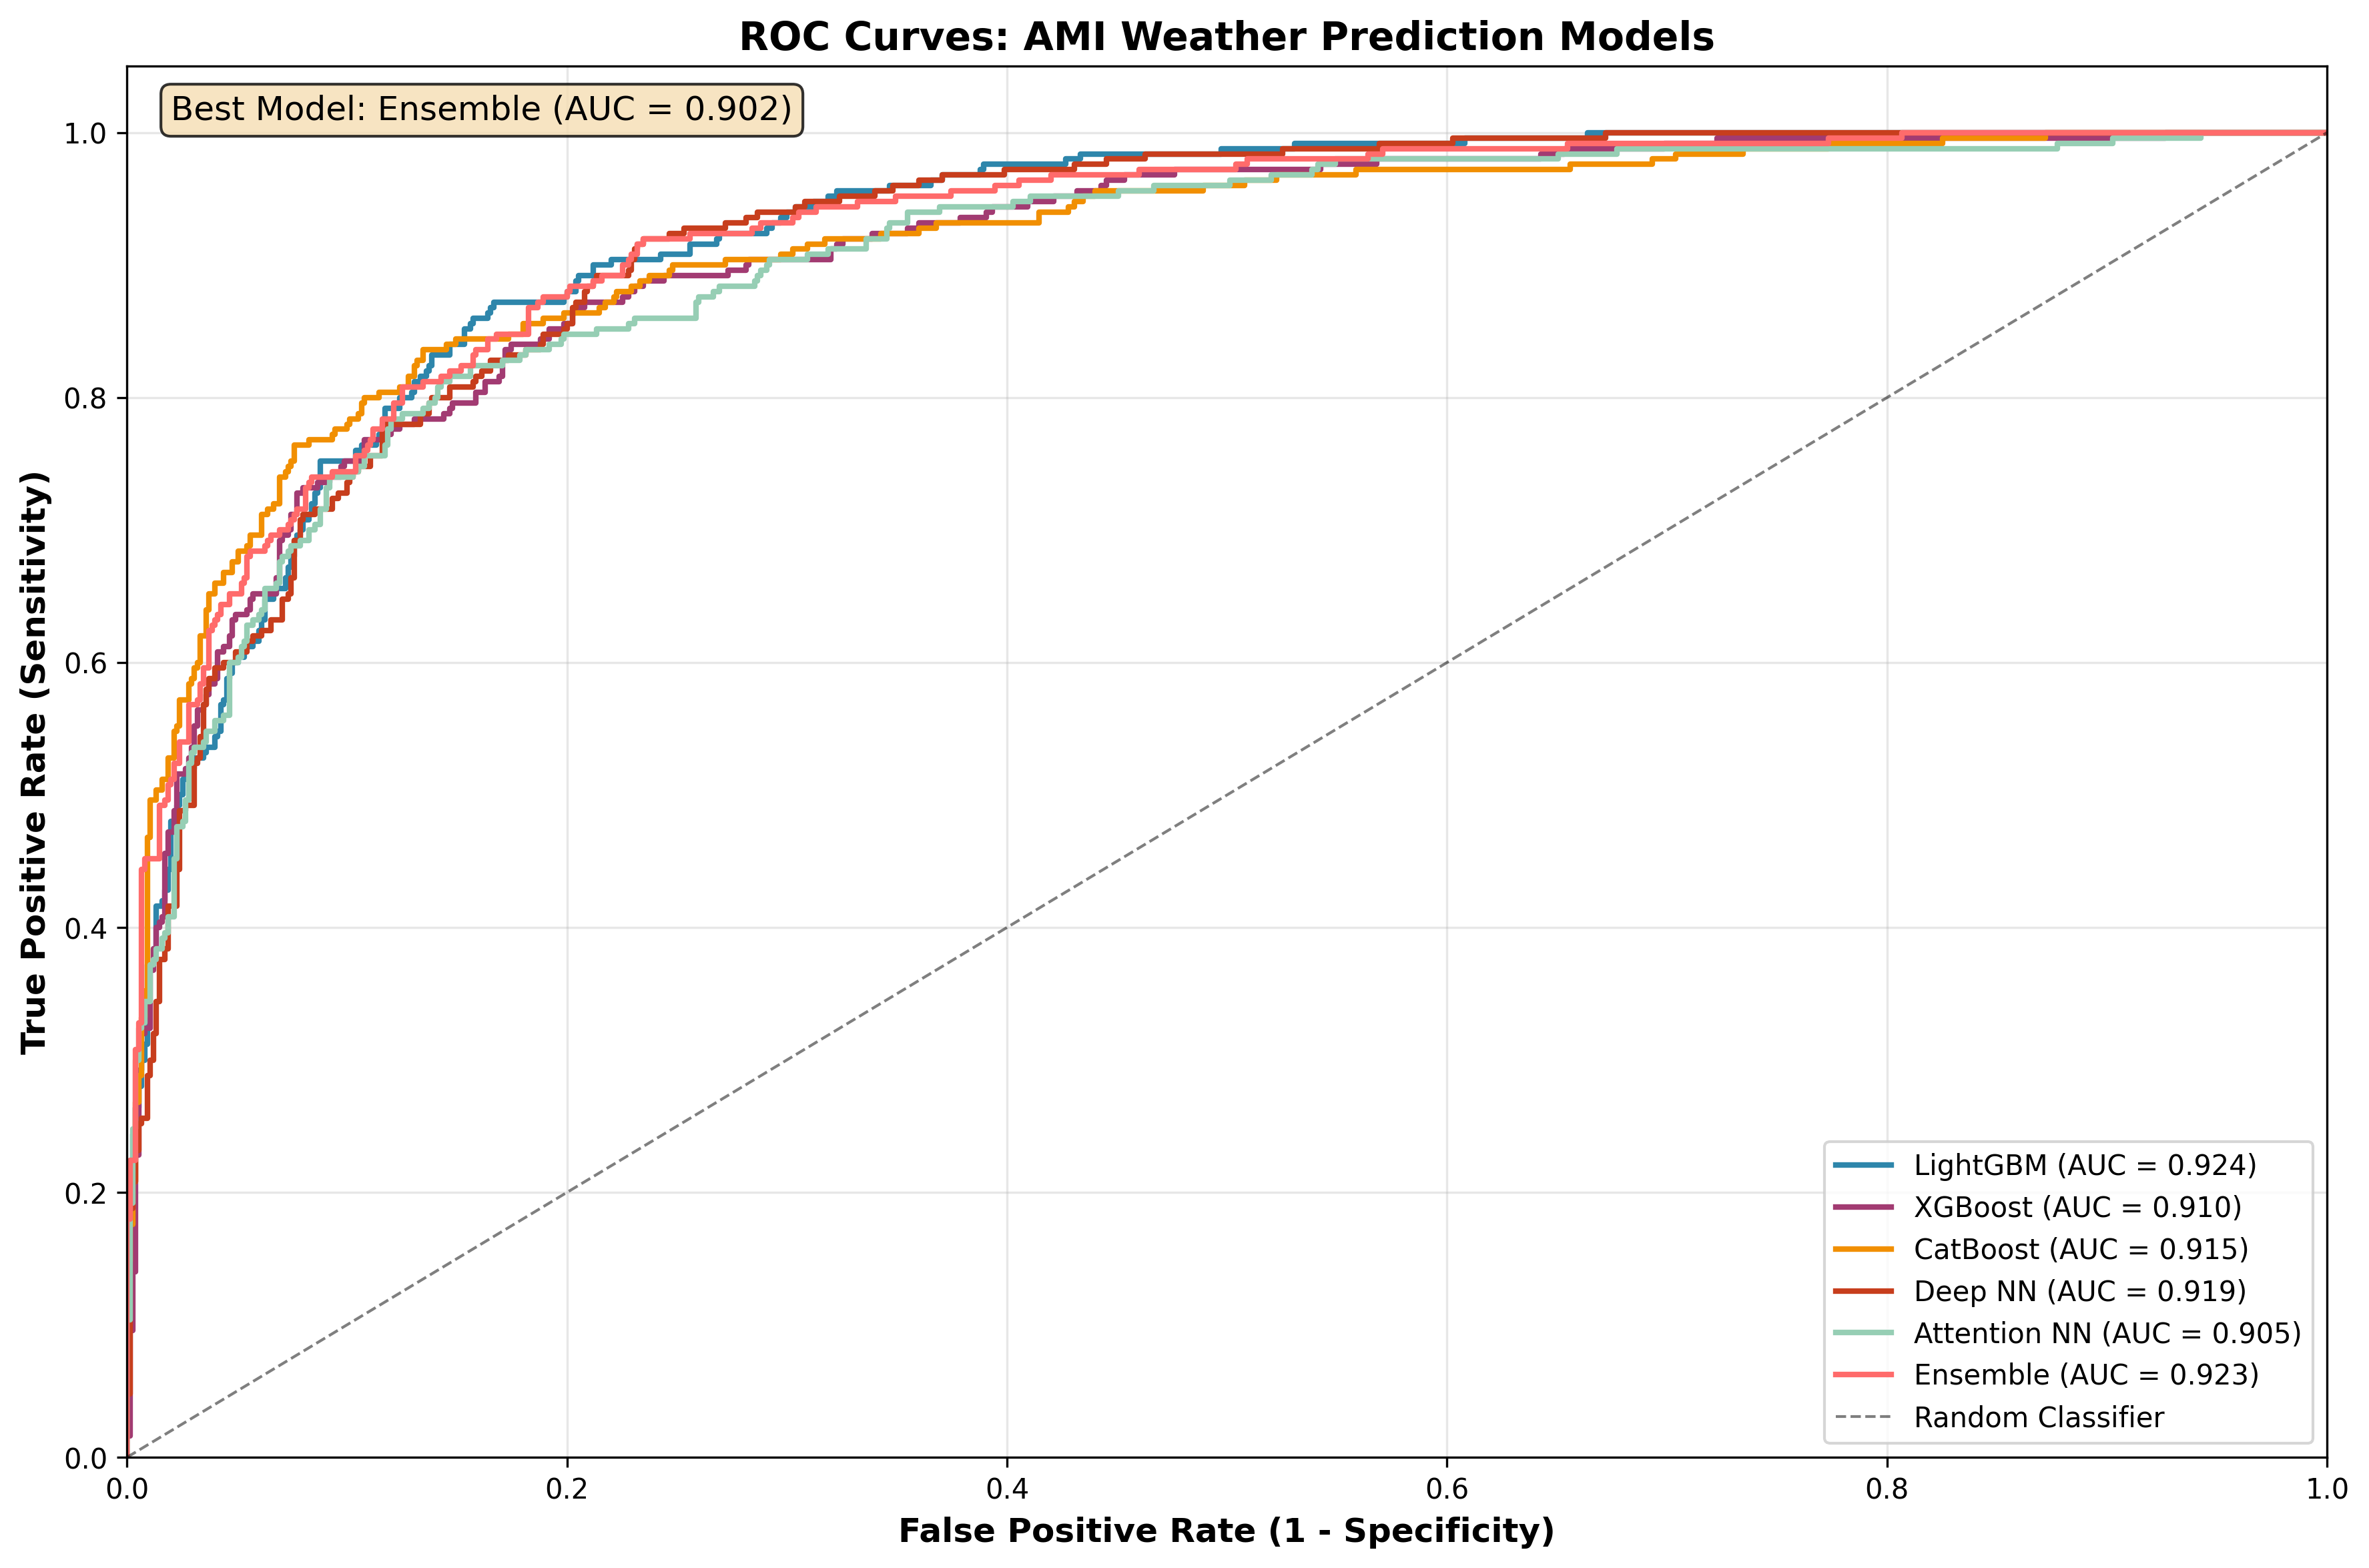 ROC Curves: AMI Weather Prediction Models
Best Model: Ensemble (AUC = 0.902)
True Positive Rate (Sensitivity)
1.0
0.8
0.6
0.4
0.2
0.0
0.0
0.2
0.4
0.6
0.8
1.0
False Positive Rate (1 - Specificity)
LightGBM (AUC = 0.924)
XGBoost (AUC = 0.910)
CatBoost (AUC = 0.915)
Deep NN (AUC = 0.919)
Attention NN (AUC = 0.905)
Ensemble (AUC = 0.923)
Random Classifier